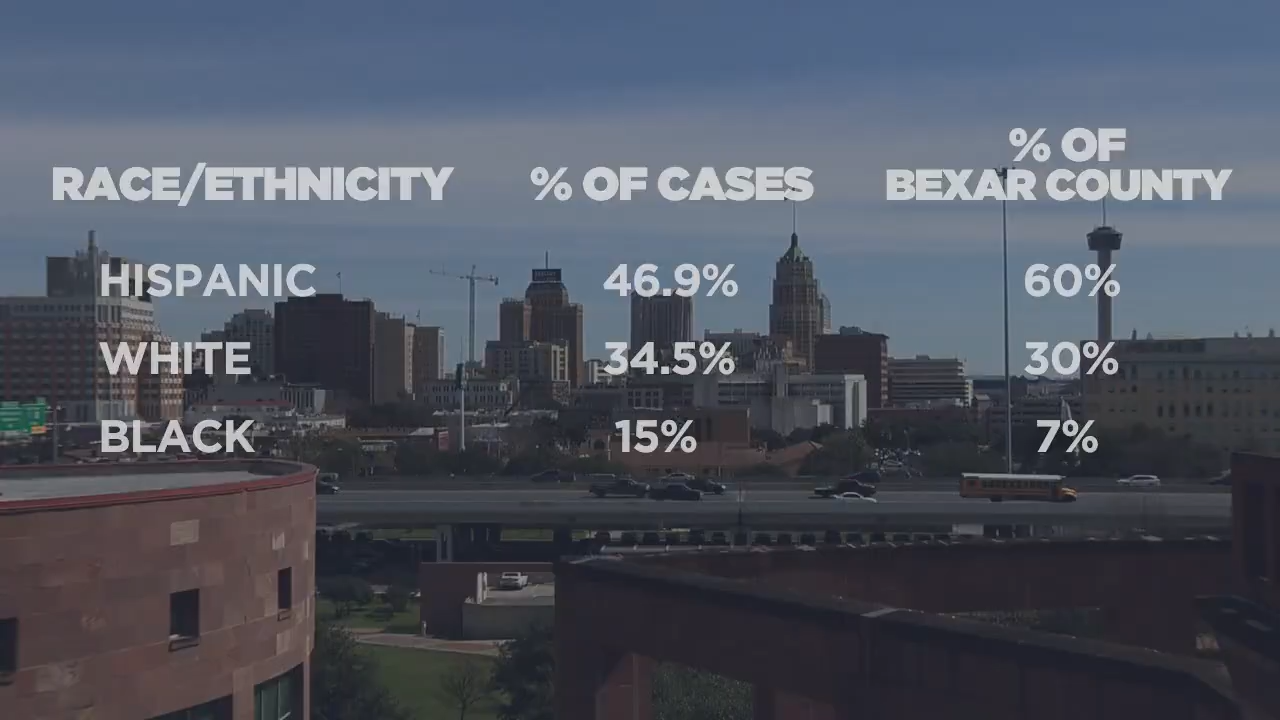 RACE/ETHNICITY % OF CASES % OF BEXAR COUNTY
HISPANIC 46.9% 60%
WHITE 34.5% 30%
BLACK 15% 7%